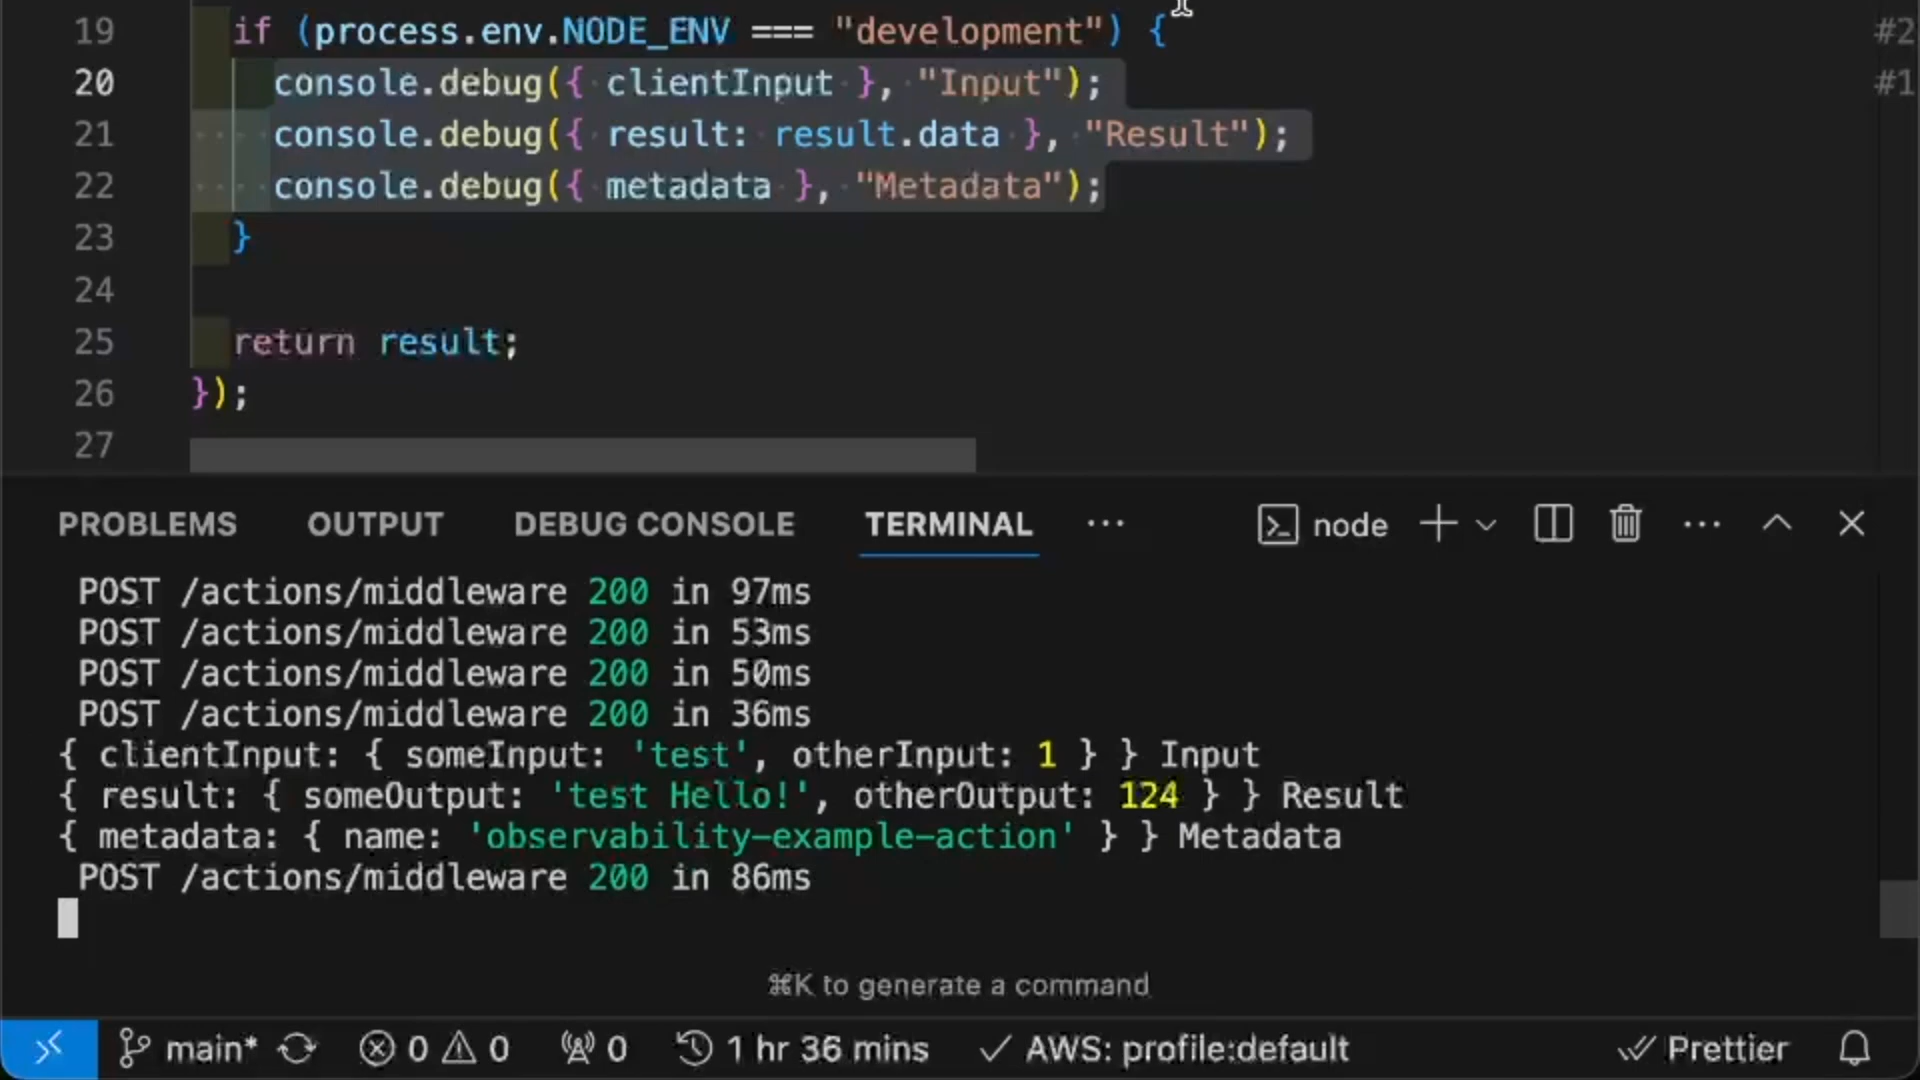 19 if (process.env.NODE_ENV === "development") { #2
20 console.debug({ clientInput }, "Input"); #1
21 console.debug({ result: result.data }, "Result");
22 console.debug({ metadata }, "Metadata");
23 }
24
25 return result;
26 });
27
PROBLEMS OUTPUT DEBUG CONSOLE TERMINAL ··· node
POST /actions/middleware 200 in 97ms
POST /actions/middleware 200 in 53ms
POST /actions/middleware 200 in 50ms
POST /actions/middleware 200 in 36ms
{ clientInput: { someInput: 'test', otherInput: 1 } } Input
{ result: { someOutput: 'test Hello!', otherOutput: 124 } } Result
{ metadata: { name: 'observability-example-action' } } Metadata
POST /actions/middleware 200 in 86ms
⌘K to generate a command
main* 0 0 0 1 hr 36 mins AWS: profile:default Prettier